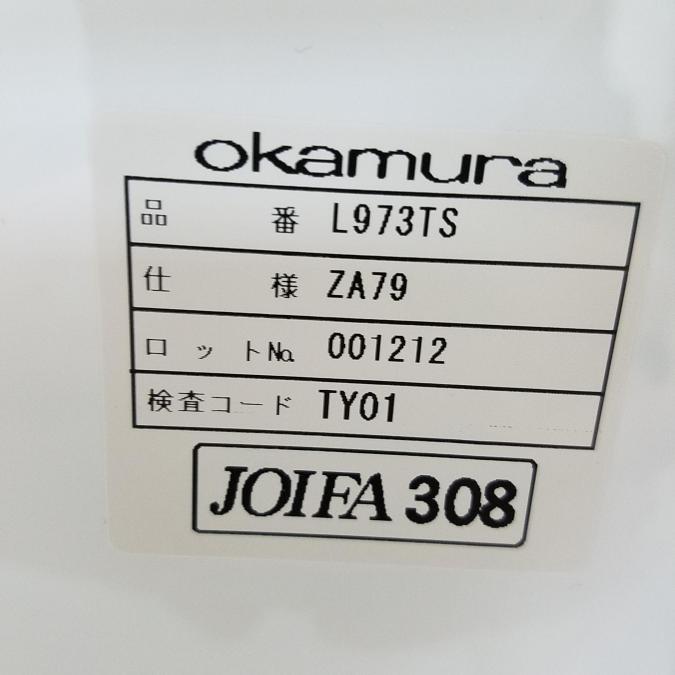 okamura
品番 L973TS
仕様 ZA79
ロットNo. 001212
検査コード TY01
JOIFA 308